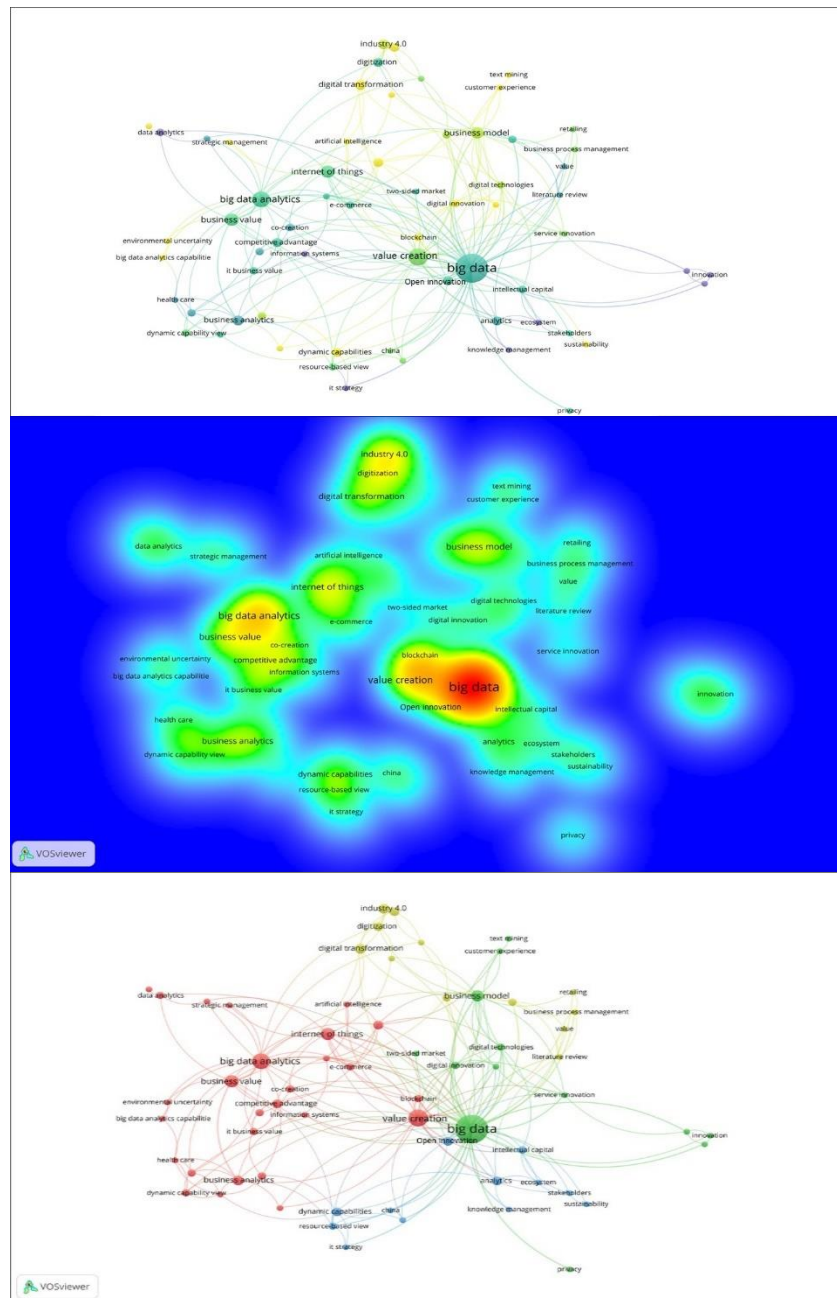 industry 4.0
digitization
digital transformation
text mining
customer experience
data analytics
strategic management
artificial intelligence
business model
retailing
business process management
value
internet of things
literature review
big data analytics
two-sided market
digital technologies
e-commerce
digital innovation
business value
co-creation
service innovation
environmental uncertainty
competitive advantage
blockchain
big data analytics capabilitie
information systems
value creation
it business value
big data
Open innovation
innovation
health care
intellectual capital
business analytics
dynamic capability view
analytics
ecosystem
stakeholders
dynamic capabilities
china
knowledge management
sustainability
resource-based view
it strategy
privacy
industry 4.0
digitization
digital transformation
text mining
customer experience
data analytics
strategic management
artificial intelligence
business model
retailing
business process management
value
internet of things
literature review
big data analytics
two-sided market
digital technologies
e-commerce
digital innovation
business value
co-creation
service innovation
environmental uncertainty
competitive advantage
blockchain
big data analytics capabilitie
information systems
value creation
it business value
big data
Open innovation
innovation
health care
intellectual capital
business analytics
dynamic capability view
analytics
ecosystem
stakeholders
dynamic capabilities
china
knowledge management
sustainability
resource-based view
it strategy
privacy
VOSviewer
industry 4.0
digitization
digital transformation
text mining
customer experience
data analytics
strategic management
artificial intelligence
business model
retailing
business process management
value
internet of things
literature review
big data analytics
two-sided market
digital technologies
e-commerce
digital innovation
business value
co-creation
service innovation
environmental uncertainty
competitive advantage
blockchain
big data analytics capabilitie
information systems
value creation
it business value
big data
Open innovation
innovation
health care
intellectual capital
business analytics
dynamic capability view
analytics
ecosystem
stakeholders
dynamic capabilities
china
knowledge management
sustainability
resource-based view
it strategy
privacy
VOSviewer